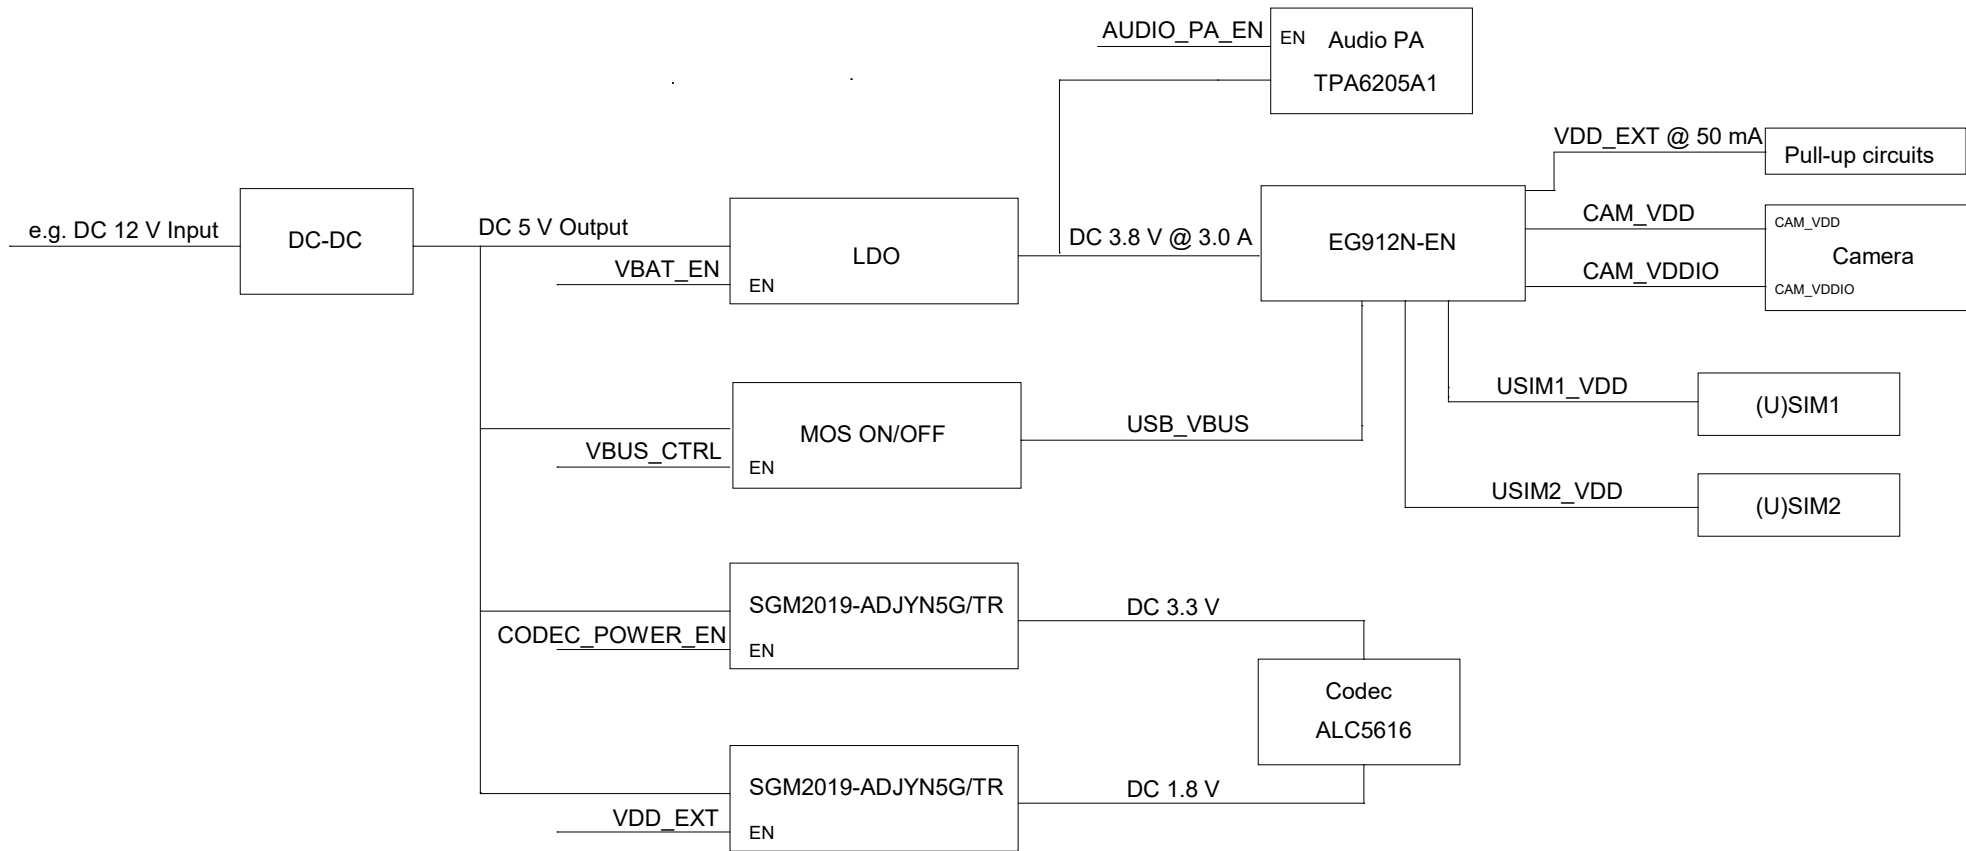 AUDIO_PA_EN
EN
Audio PA
TPA6205A1
VDD_EXT @ 50 mA
Pull-up circuits
e.g. DC 12 V Input
DC-DC
DC 5 V Output
VBAT_EN
LDO
EN
DC 3.8 V @ 3.0 A
EG912N-EN
CAM_VDD
CAM_VDDIO
CAM_VDD
Camera
CAM_VDDIO
VBUS_CTRL
MOS ON/OFF
EN
USB_VBUS
USIM1_VDD
(U)SIM1
USIM2_VDD
(U)SIM2
CODEC_POWER_EN
SGM2019-ADJYN5G/TR
EN
DC 3.3 V
Codec
ALC5616
VDD_EXT
SGM2019-ADJYN5G/TR
EN
DC 1.8 V